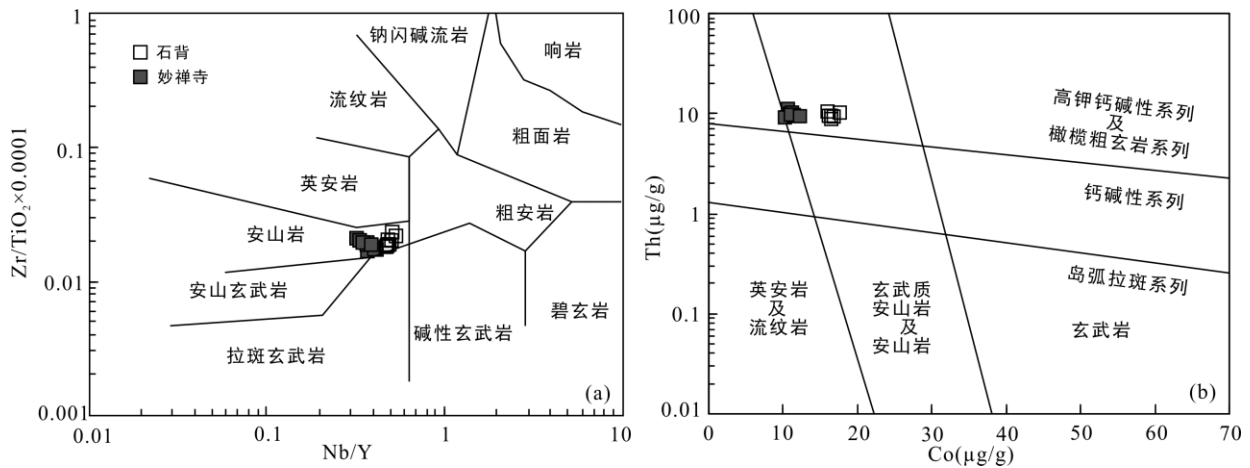 1
0.1
0.01
0.001
Zr/TiO₂×0.0001
石背
妙禅寺
钠闪碱流岩
响岩
流纹岩
粗面岩
英安岩
粗安岩
安山岩
安山玄武岩
碧玄岩
碱性玄武岩
拉斑玄武岩
(a)
0.01
0.1
1
10
Nb/Y
100
10
1
0.1
0.01
Th(μg/g)
高钾钙碱性系列
及
橄榄粗玄岩系列
钙碱性系列
岛弧拉斑系列
英安岩
及
流纹岩
玄武质
安山岩
及
安山岩
玄武岩
(b)
0
10
20
30
40
50
60
70
Co(μg/g)